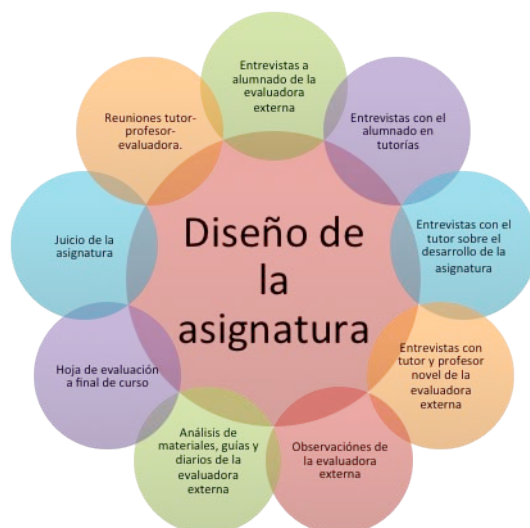 Entrevistas a
alumnado de la
evaluadora
externa
Entrevistas con el
alumnado en
tutorías
Entrevistas con el
tutor sobre el
desarrollo de la
asignatura
Entrevistas con
tutor y profesor
novel de la
evaluadora
externa
Observaciónes de
la evaluadora
externa
Análisis de
materiales, guías y
diarios de la
evaluadora
externa
Hoja de evaluación
a final de curso
Juicio de la
asignatura
Reuniones tutor-
profesor-
evaluadora.
Diseño de
la
asignatura